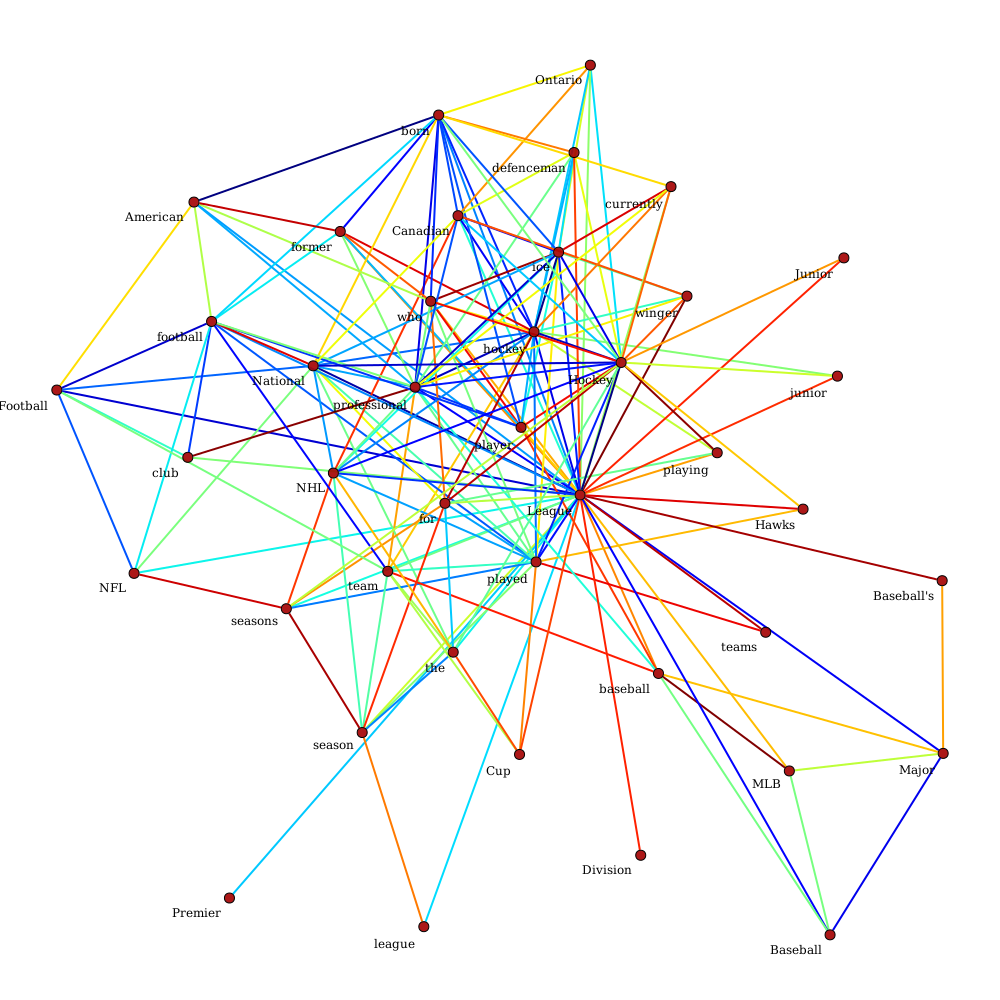 Ontario
born
defenceman
currently
American
Canadian
former
ice
Junior
who
winger
football
hockey
National
Hockey
junior
professional
Football
player
club
playing
NHL
League
for
Hawks
played
team
NFL
Baseball's
seasons
teams
the
baseball
season
Cup
Major
MLB
Division
Premier
league
Baseball